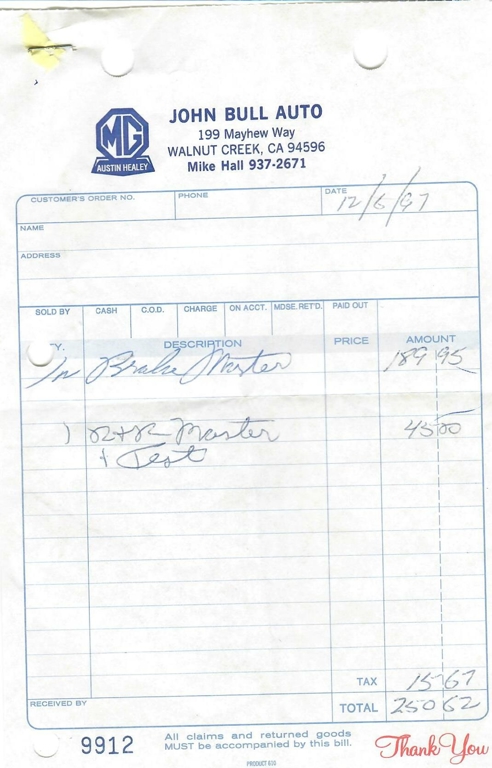 MG
AUSTIN HEALEY
JOHN BULL AUTO
199 Mayhew Way
WALNUT CREEK, CA 94596
Mike Hall 937-2671
CUSTOMER'S ORDER NO. PHONE DATE 12/6/97
NAME
ADDRESS
SOLD BY CASH C.O.D. CHARGE ON ACCT. MDSE. RET'D. PAID OUT
Y. DESCRIPTION PRICE AMOUNT
Brake Master 189 95
1 R+R Master 45 00
+ Test
TAX 15 67
RECEIVED BY TOTAL 250 62
9912 All claims and returned goods
MUST be accompanied by this bill.
Thank You
PRODUCT 610